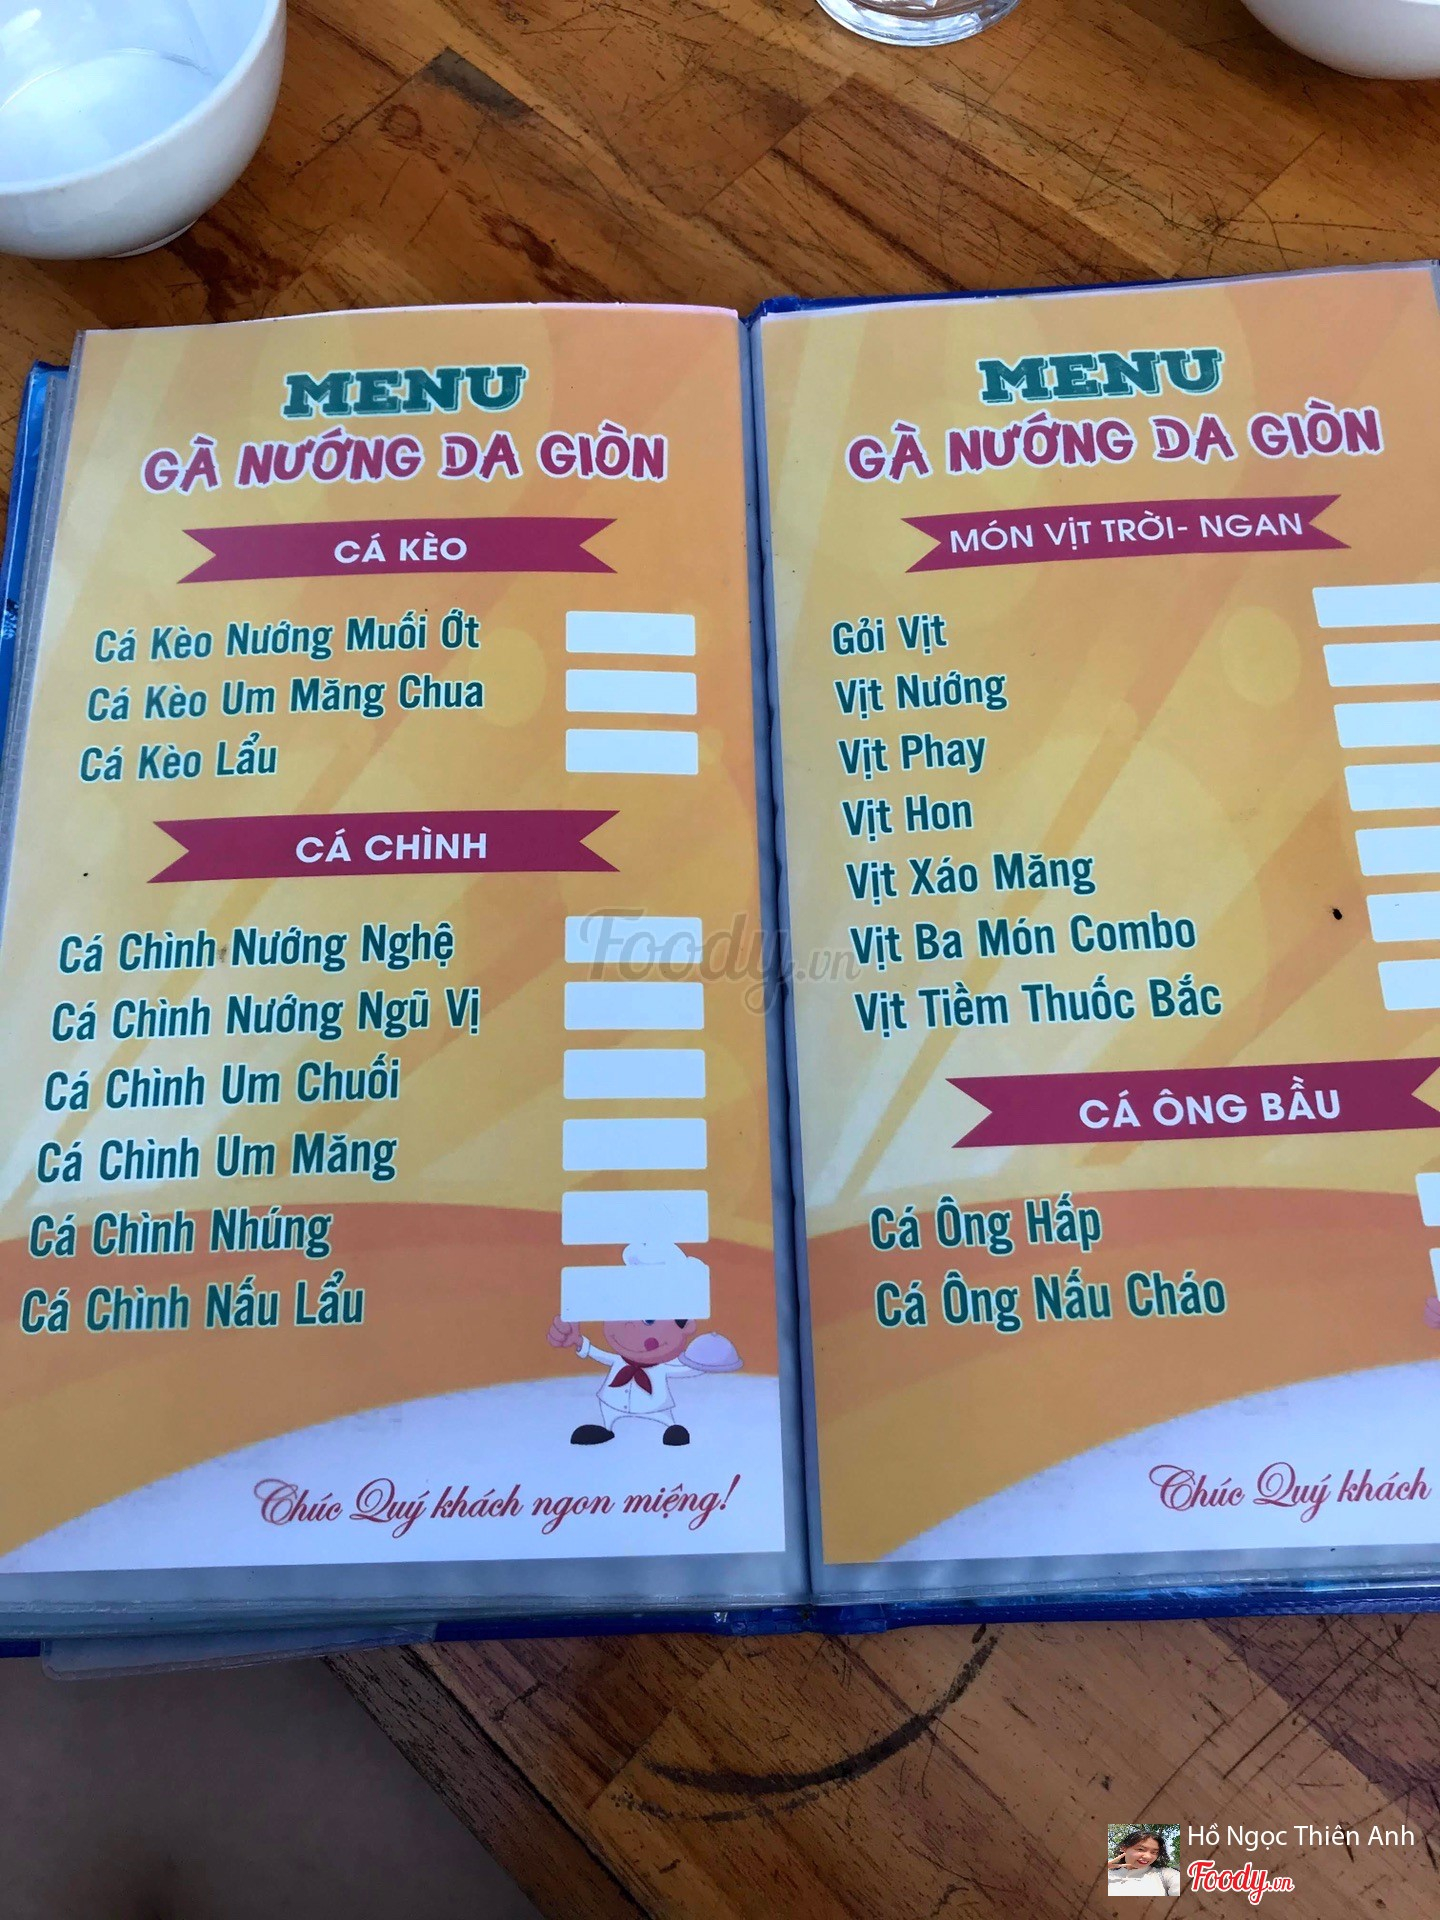 MENU
GÀ NƯỚNG DA GIÒN
CÁ KÈO
Cá Kèo Nướng Muối Ớt
Cá Kèo Um Măng Chua
Cá Kèo Lẩu
CÁ CHÌNH
Cá Chình Nướng Nghệ
Cá Chình Nướng Ngũ Vị
Cá Chình Um Chuối
Cá Chình Um Măng
Cá Chình Nhúng
Cá Chình Nấu Lẩu
Chúc Quý khách ngon miệng!
MENU
GÀ NƯỚNG DA GIÒN
MÓN VỊT TRỜI- NGAN
Gỏi Vịt
Vịt Nướng
Vịt Phay
Vịt Hon
Vịt Xáo Măng
Vịt Ba Món Combo
Vịt Tiềm Thuốc Bắc
CÁ ÔNG BẦU
Cá Ông Hấp
Cá Ông Nấu Cháo
Chúc Quý khách
Foody.vn
Hồ Ngọc Thiên Anh
Foody.vn